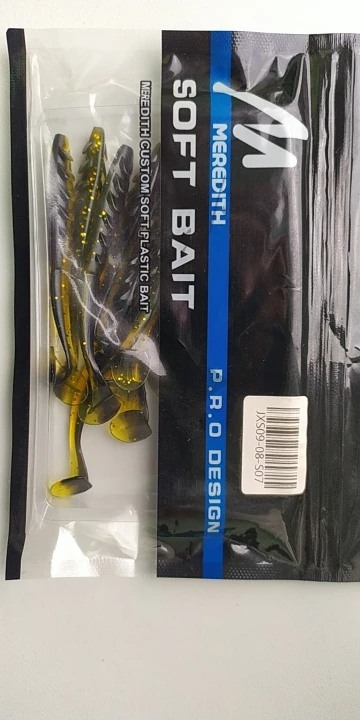 M
MEREDITH
P.R.O DESIGN
SOFT BAIT
MEREDITH CUSTOM SOFT PLASTIC BAIT
JXS09-08-S07